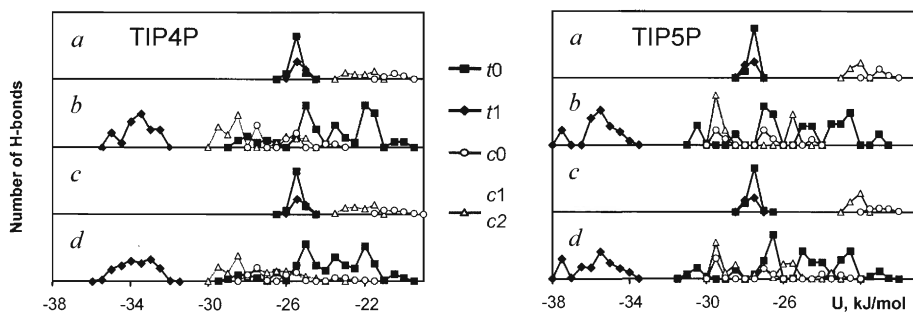 TIP4P
a
b
c
d
Number of H-bonds
-38 -34 -30 -26 -22
t0
t1
c0
c1
c2
TIP5P
a
b
c
d
-38 -34 -30 -26 U, kJ/mol